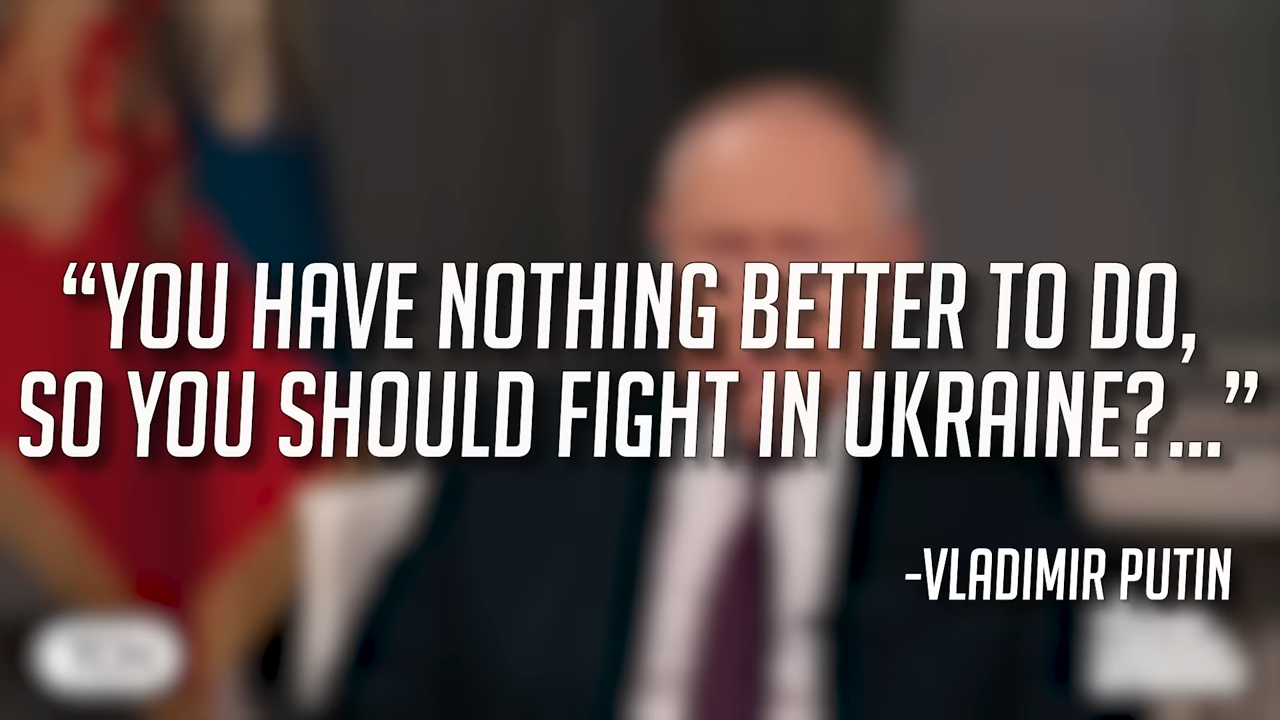 “YOU HAVE NOTHING BETTER TO DO,
SO YOU SHOULD FIGHT IN UKRAINE?...”
-VLADIMIR PUTIN